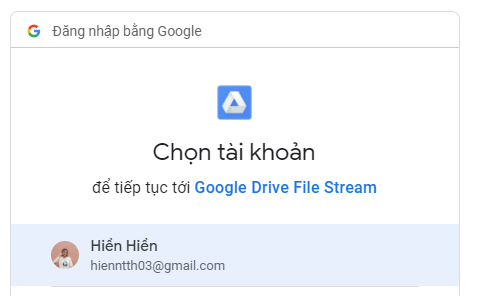 Đăng nhập bằng Google
Chọn tài khoản
để tiếp tục tới Google Drive File Stream
Hiền Hiền
hienntth03@gmail.com